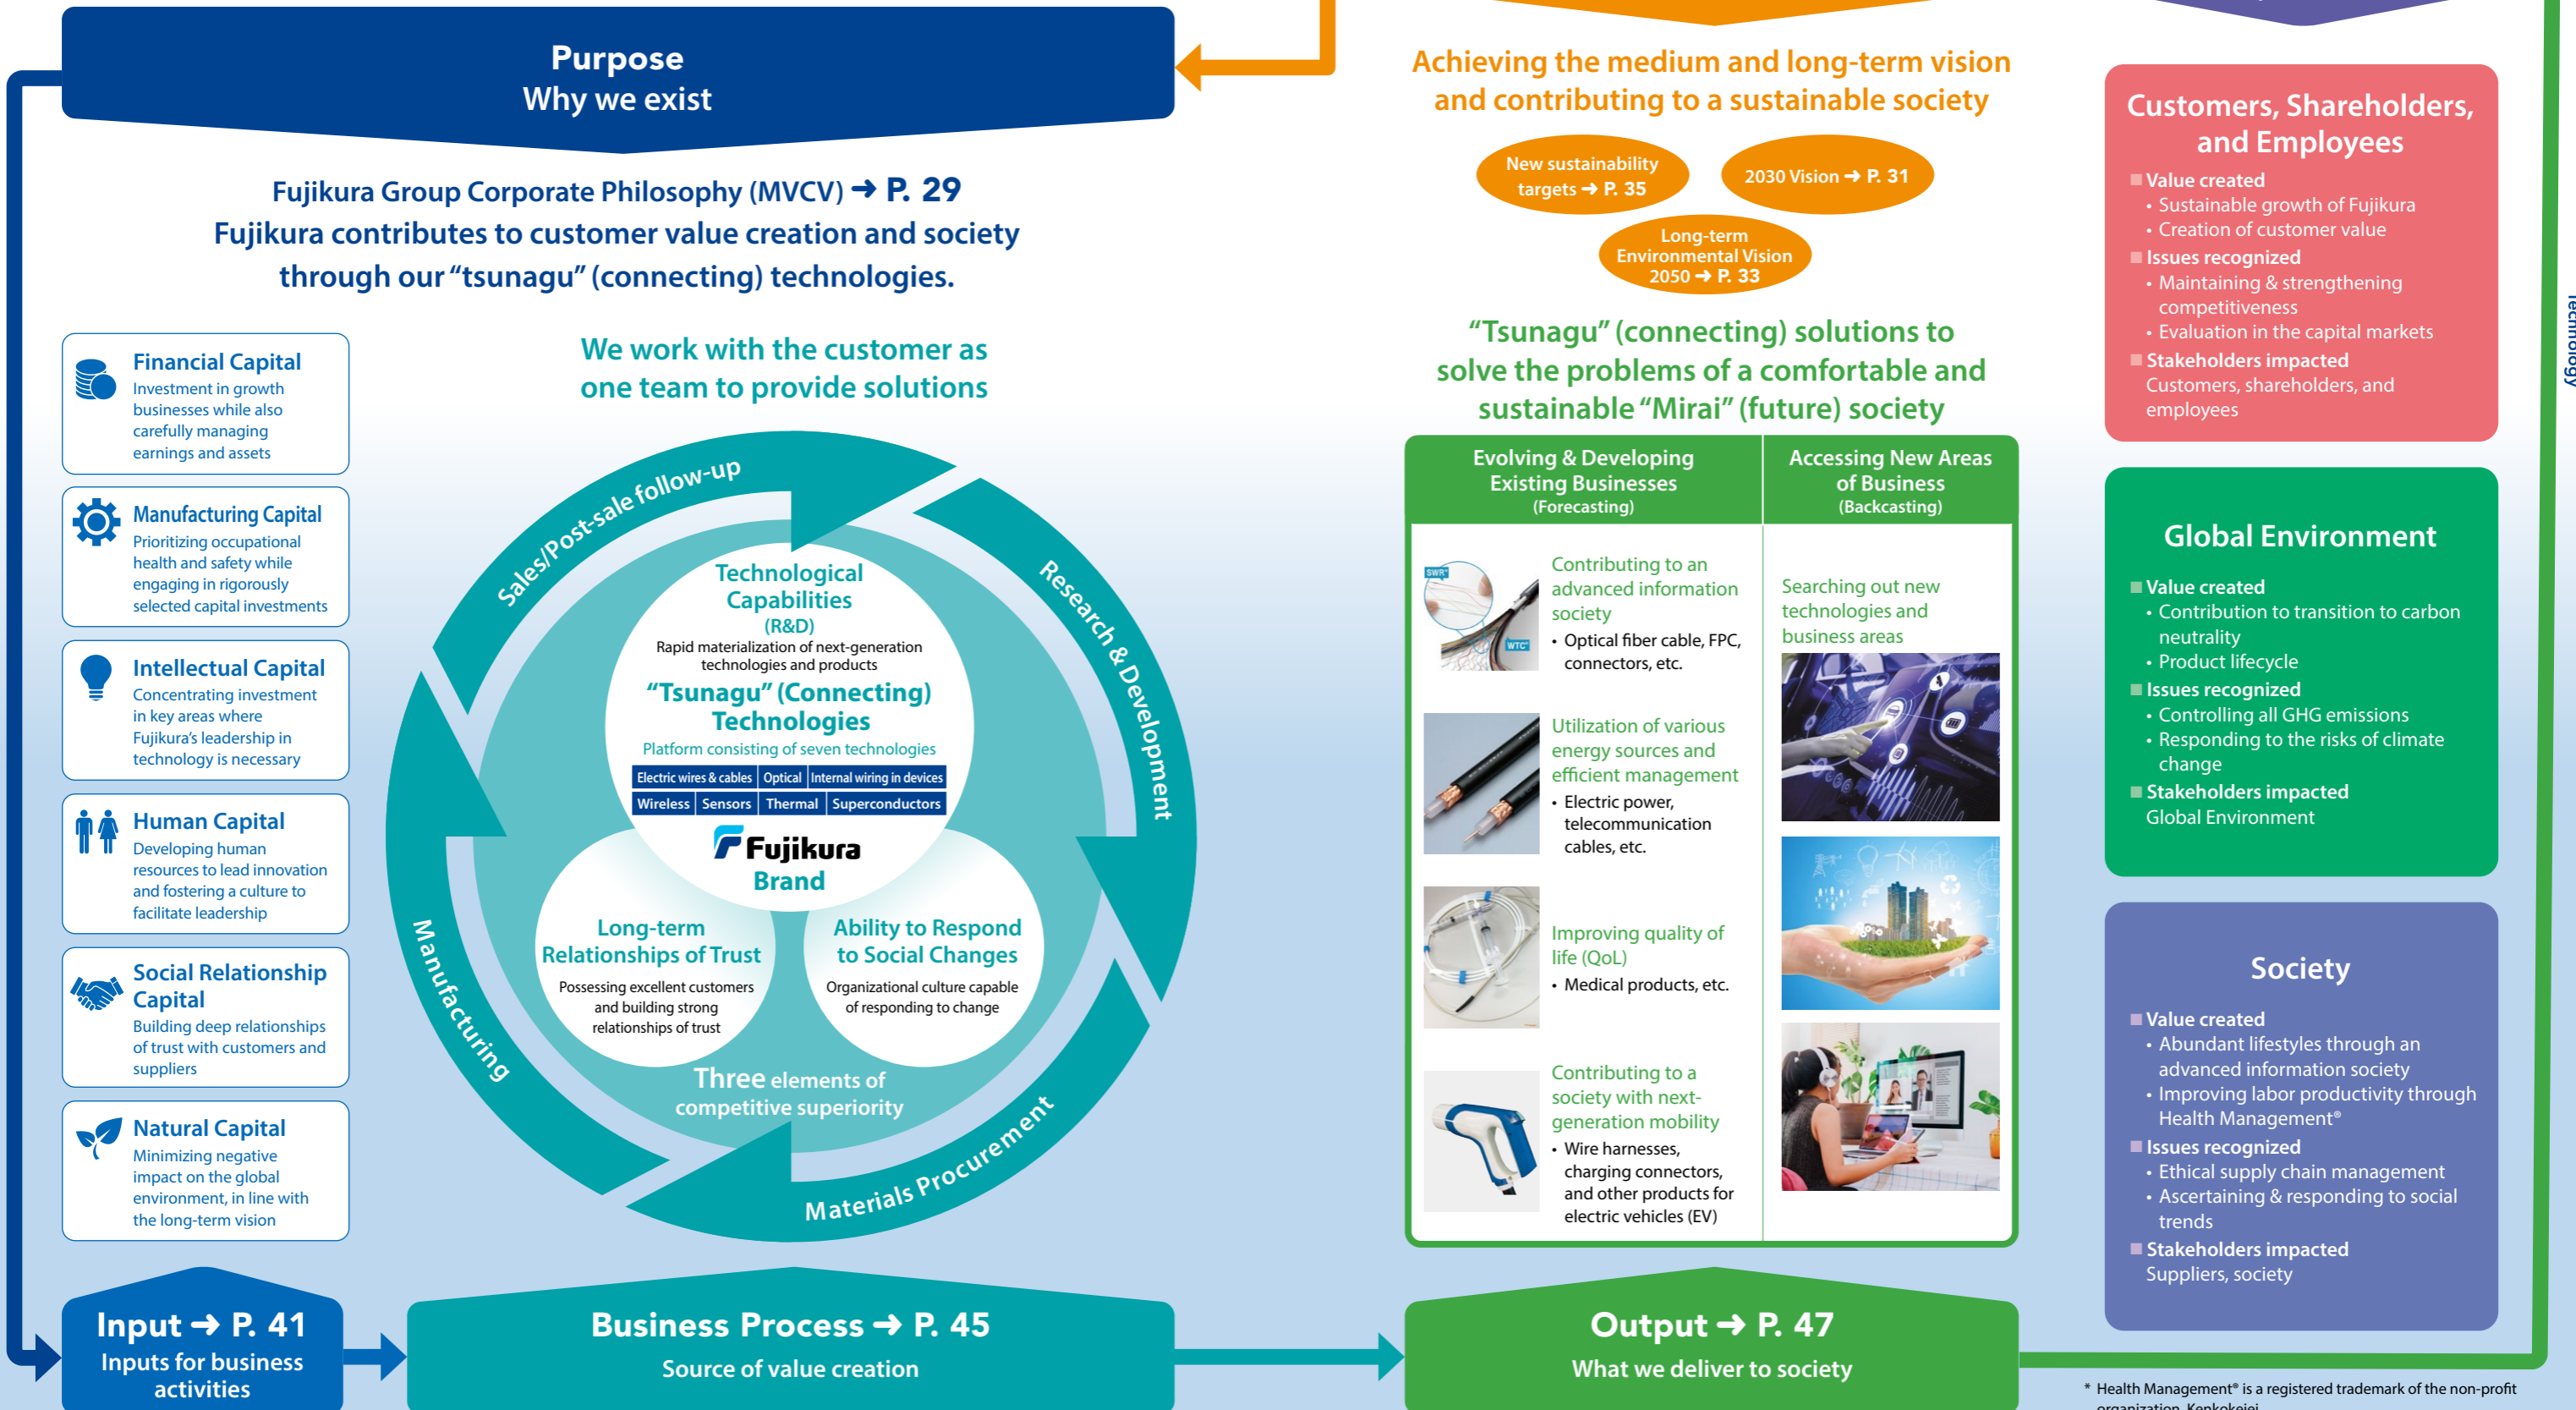 Purpose
Why we exist
Fujikura Group Corporate Philosophy (MVCV) ➜ P. 29
Fujikura contributes to customer value creation and society
through our “tsunagu” (connecting) technologies.
Financial Capital
Investment in growth
businesses while also
carefully managing
earnings and assets
Manufacturing Capital
Prioritizing occupational
health and safety while
engaging in rigorously
selected capital investments
Intellectual Capital
Concentrating investment
in key areas where
Fujikura’s leadership in
technology is necessary
Human Capital
Developing human
resources to lead innovation
and fostering a culture to
facilitate leadership
Social Relationship
Capital
Building deep relationships
of trust with customers and
suppliers
Natural Capital
Minimizing negative
impact on the global
environment, in line with
the long-term vision
Input ➜ P. 41
Inputs for business
activities
We work with the customer as
one team to provide solutions
Sales/Post-sale follow-up
Research & Development
Materials Procurement
Manufacturing
Technological
Capabilities
(R&D)
Rapid materialization of next-generation
technologies and products
“Tsunagu” (Connecting)
Technologies
Platform consisting of seven technologies
Electric wires & cables Optical Internal wiring in devices
Wireless Sensors Thermal Superconductors
Fujikura
Brand
Long-term
Relationships of Trust
Possessing excellent customers
and building strong
relationships of trust
Ability to Respond
to Social Changes
Organizational culture capable
of responding to change
Three elements of
competitive superiority
Business Process ➜ P. 45
Source of value creation
Achieving the medium and long-term vision
and contributing to a sustainable society
New sustainability
targets ➜ P. 35
2030 Vision ➜ P. 31
Long-term
Environmental Vision
2050 ➜ P. 33
“Tsunagu” (connecting) solutions to
solve the problems of a comfortable and
sustainable “Mirai” (future) society
Evolving & Developing
Existing Businesses
(Forecasting)
SWR®
WTC®
Contributing to an
advanced information
society
• Optical fiber cable, FPC,
connectors, etc.
Utilization of various
energy sources and
efficient management
• Electric power,
telecommunication
cables, etc.
Improving quality of
life (QoL)
• Medical products, etc.
Contributing to a
society with next-
generation mobility
• Wire harnesses,
charging connectors,
and other products for
electric vehicles (EV)
Accessing New Areas
of Business
(Backcasting)
Searching out new
technologies and
business areas
Output ➜ P. 47
What we deliver to society
Customers, Shareholders,
and Employees
■ Value created
• Sustainable growth of Fujikura
• Creation of customer value
■ Issues recognized
• Maintaining & strengthening
competitiveness
• Evaluation in the capital markets
■ Stakeholders impacted
Customers, shareholders, and
employees
Global Environment
■ Value created
• Contribution to transition to carbon
neutrality
• Product lifecycle
■ Issues recognized
• Controlling all GHG emissions
• Responding to the risks of climate
change
■ Stakeholders impacted
Global Environment
Society
■ Value created
• Abundant lifestyles through an
advanced information society
• Improving labor productivity through
Health Management®
■ Issues recognized
• Ethical supply chain management
• Ascertaining & responding to social
trends
■ Stakeholders impacted
Suppliers, society
Technology
* Health Management® is a registered trademark of the non-profit
organization, Kenkokeiei